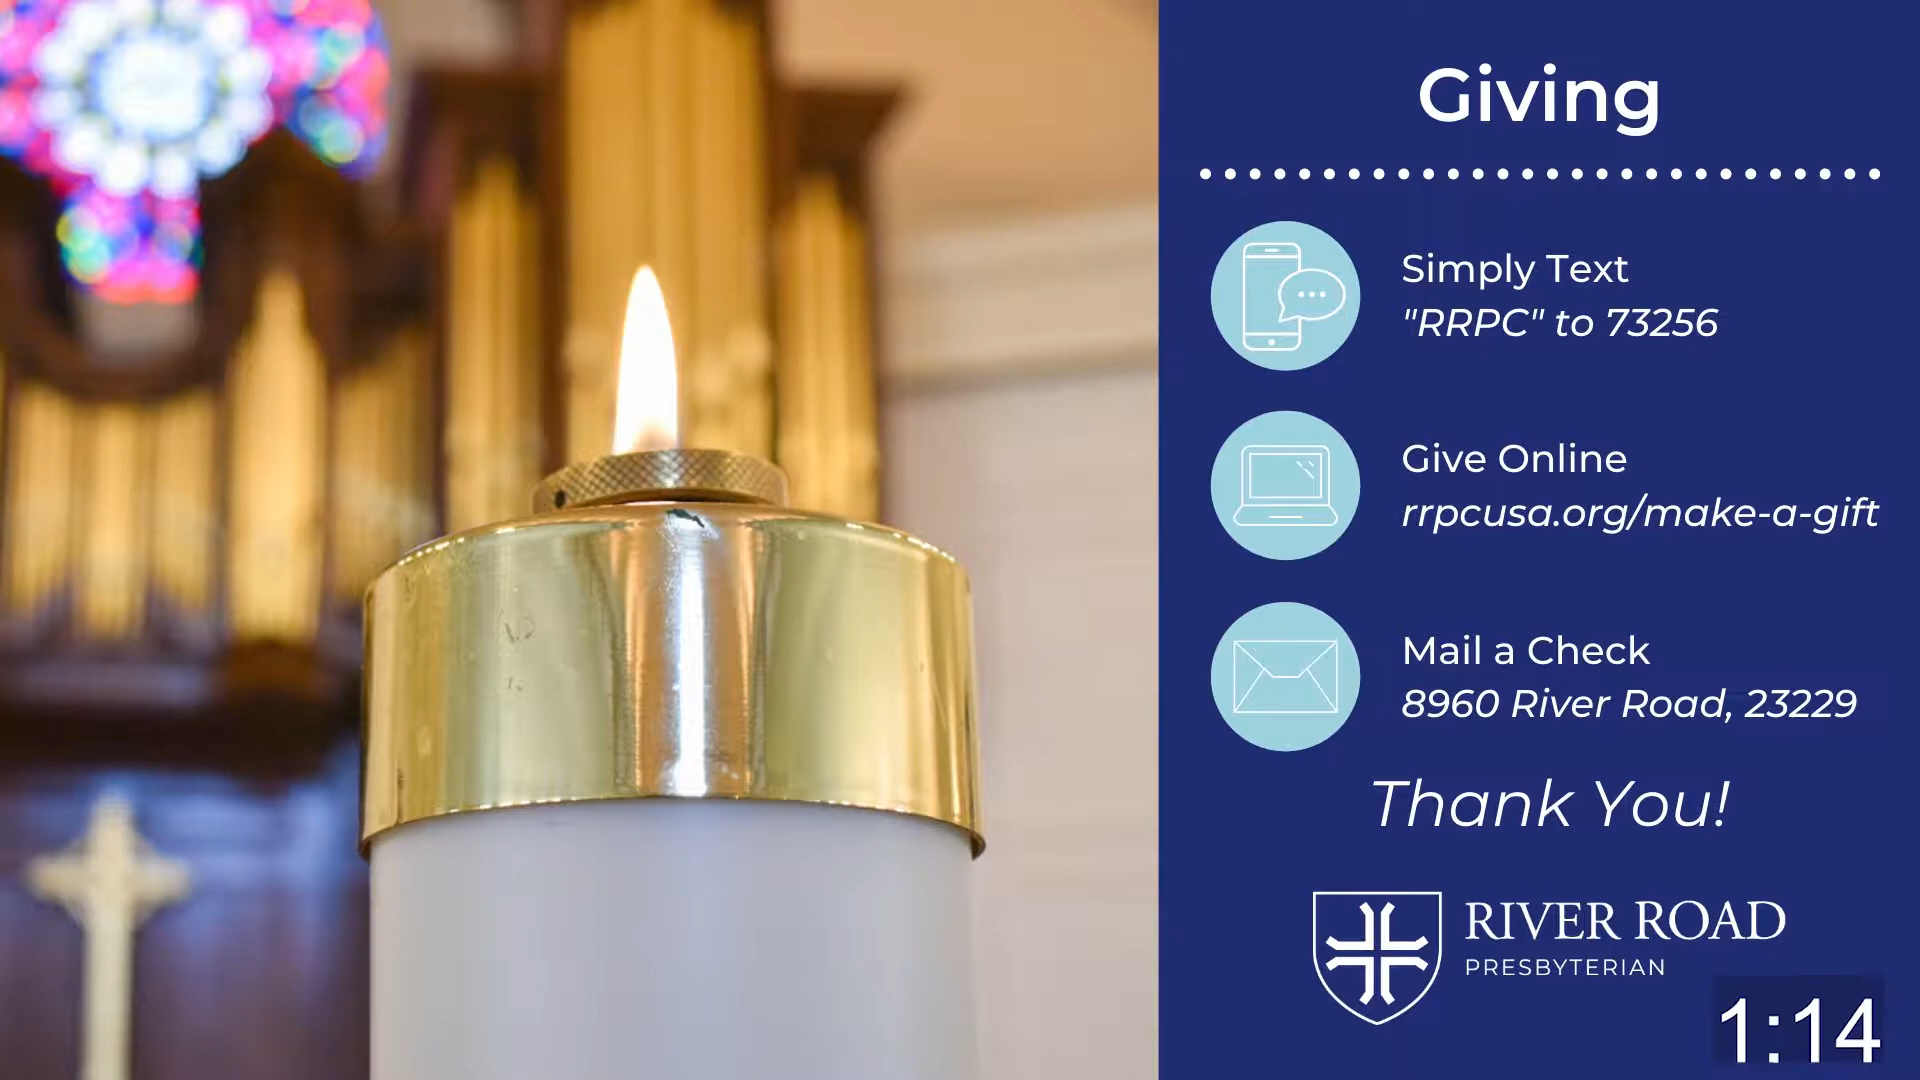 Giving
Simply Text
"RRPC" to 73256
Give Online
rrpcusa.org/make-a-gift
Mail a Check
8960 River Road, 23229
Thank You!
RIVER ROAD
PRESBYTERIAN
1:14